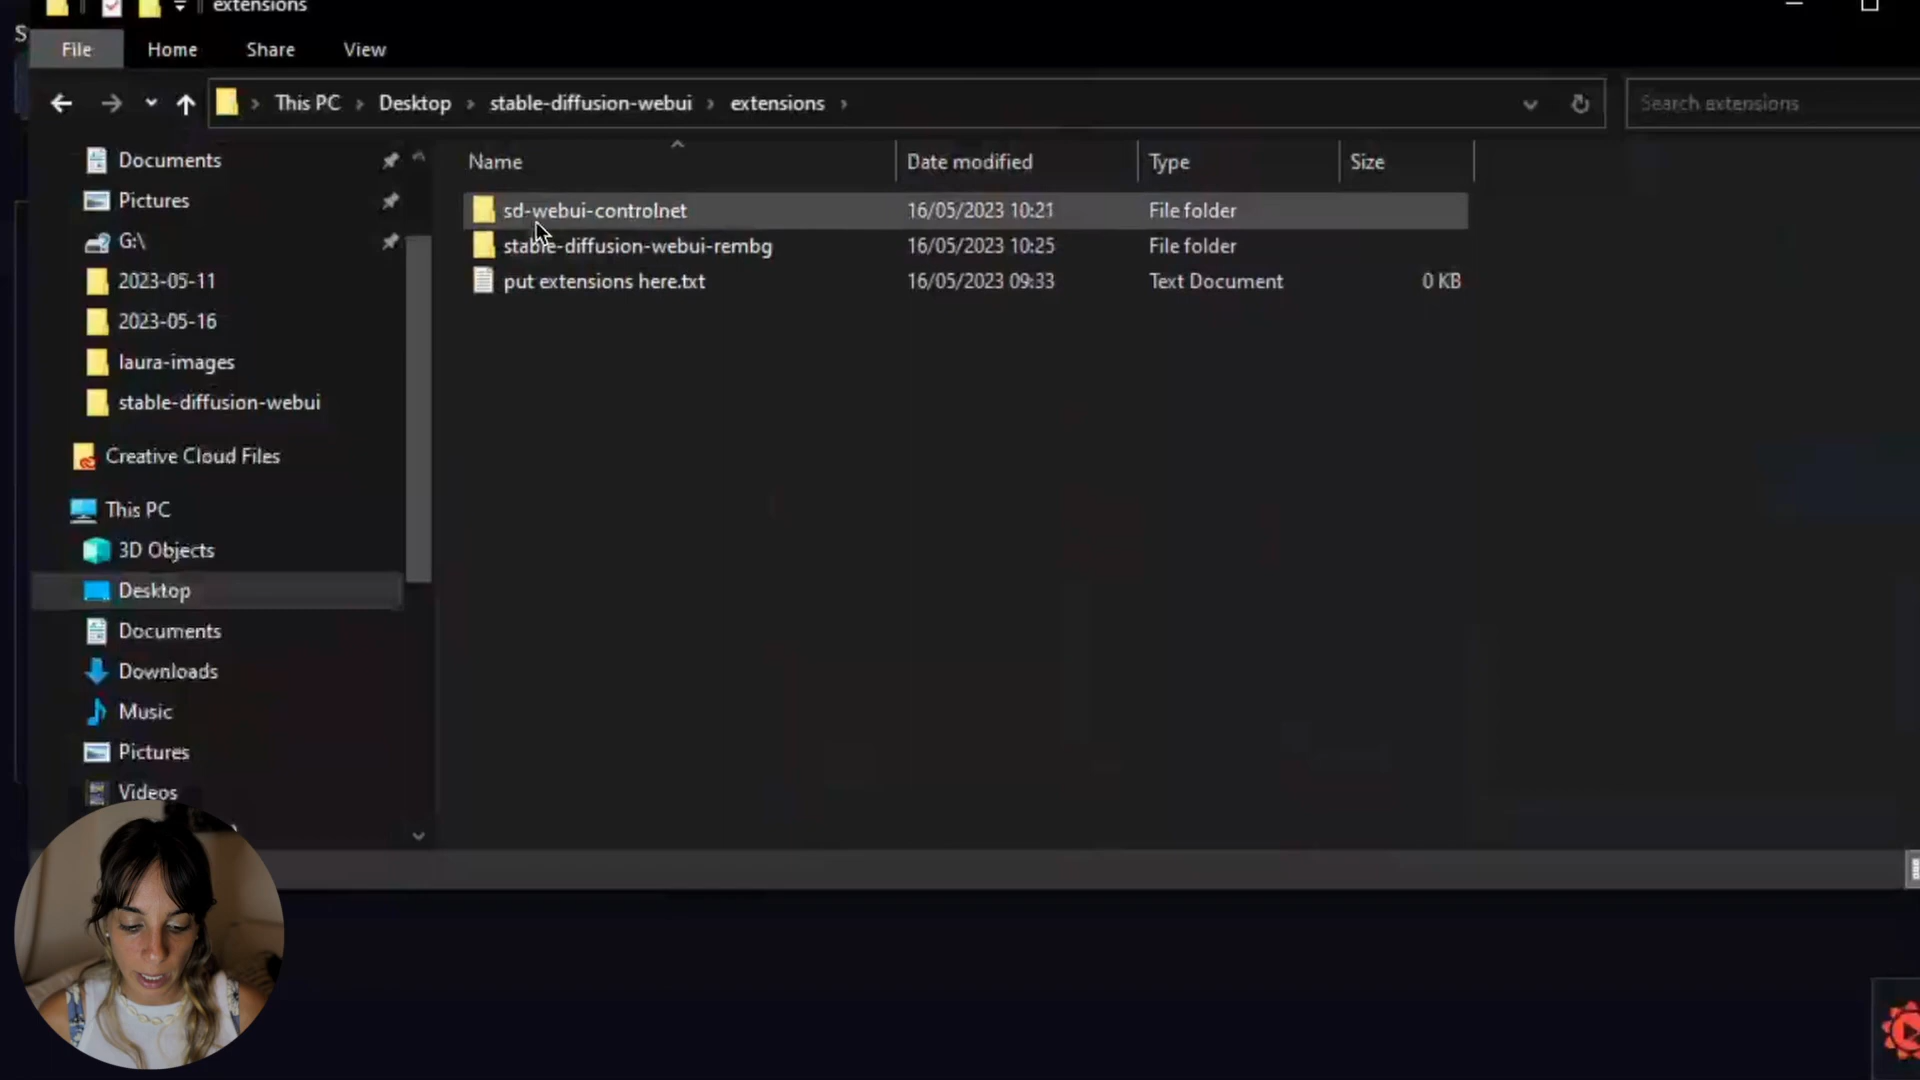 extensions
File Home Share View
This PC > Desktop > stable-diffusion-webui > extensions >
Search extensions
Name Date modified Type Size
sd-webui-controlnet 16/05/2023 10:21 File folder
stable-diffusion-webui-rembg 16/05/2023 10:25 File folder
put extensions here.txt 16/05/2023 09:33 Text Document 0 KB
Documents
Pictures
G:\
2023-05-11
2023-05-16
laura-images
stable-diffusion-webui
Creative Cloud Files
This PC
3D Objects
Desktop
Documents
Downloads
Music
Pictures
Videos